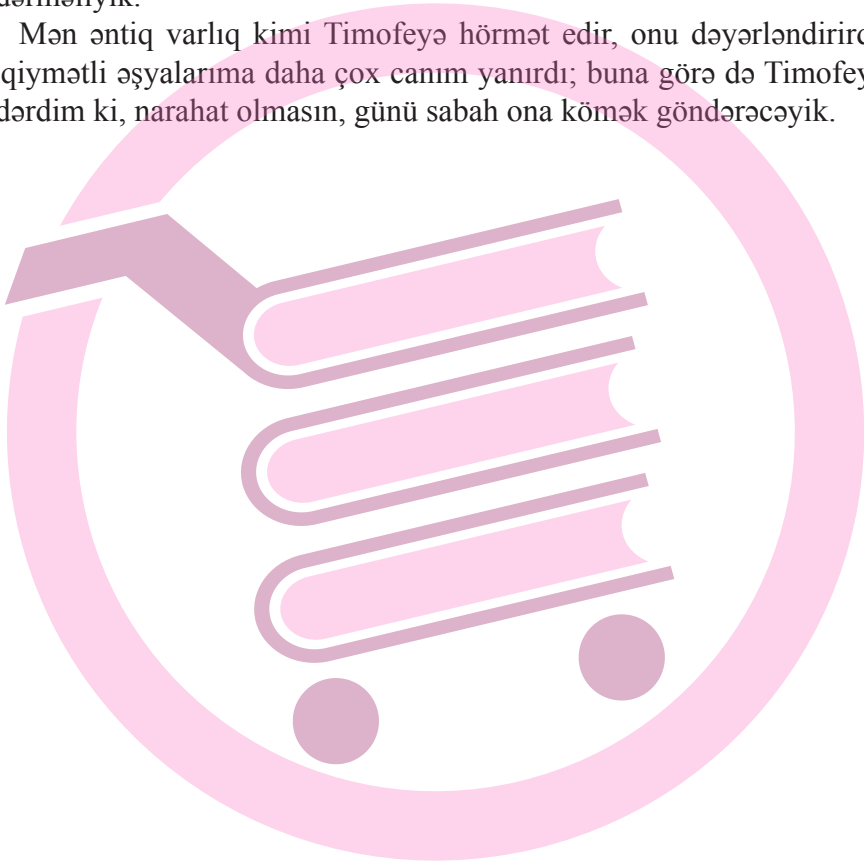 Mən əntiq varlıq kimi Timofeyə hörmət edir, onu dəyərləndirird
qiymətli əşyalarıma daha çox canım yanırdı; buna görə də Timofey
dərdim ki, narahat olmasın, günü sabah ona kömək göndərəcəyik.